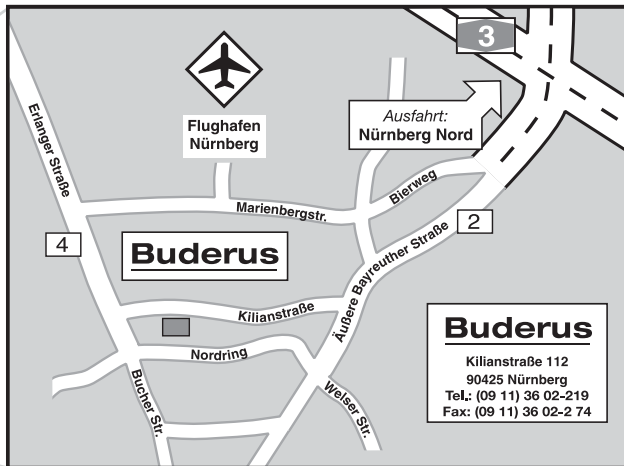 3
Flughafen
Nürnberg
Ausfahrt:
Nürnberg Nord
Erlanger Straße
Marienbergstr.
Bierweg
2
4
Buderus
Äußere Bayreuther Straße
Kilianstraße
Nordring
Bucher Str.
Welser Str.
Buderus
Kilianstraße 112
90425 Nürnberg
Tel.: (09 11) 36 02-219
Fax: (09 11) 36 02-2 74